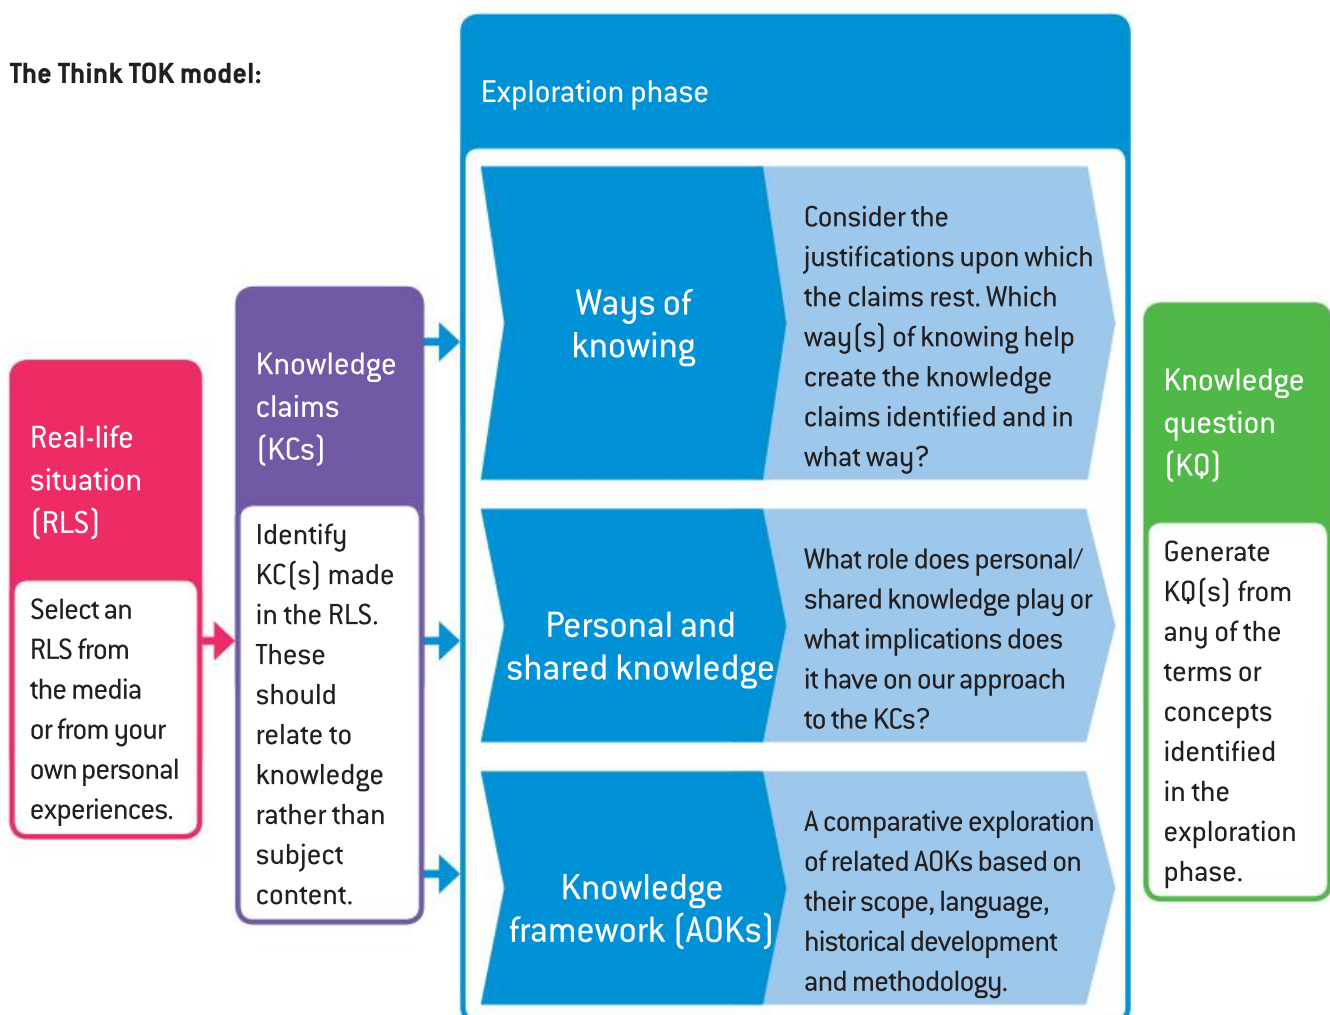 The Think TOK model:
Real-life
situation
(RLS)
Select an
RLS from
the media
or from your
own personal
experiences.
Knowledge
claims
(KCs)
Identify
KC(s) made
in the RLS.
These
should
relate to
knowledge
rather than
subject
content.
Exploration phase
Ways of
knowing
Consider the
justifications upon which
the claims rest. Which
way(s) of knowing help
create the knowledge
claims identified and in
what way?
Personal and
shared knowledge
What role does personal/
shared knowledge play or
what implications does
it have on our approach
to the KCs?
Knowledge
framework (AOKs)
A comparative exploration
of related AOKs based on
their scope, language,
historical development
and methodology.
Knowledge
question
(KQ)
Generate
KQ(s) from
any of the
terms or
concepts
identified
in the
exploration
phase.